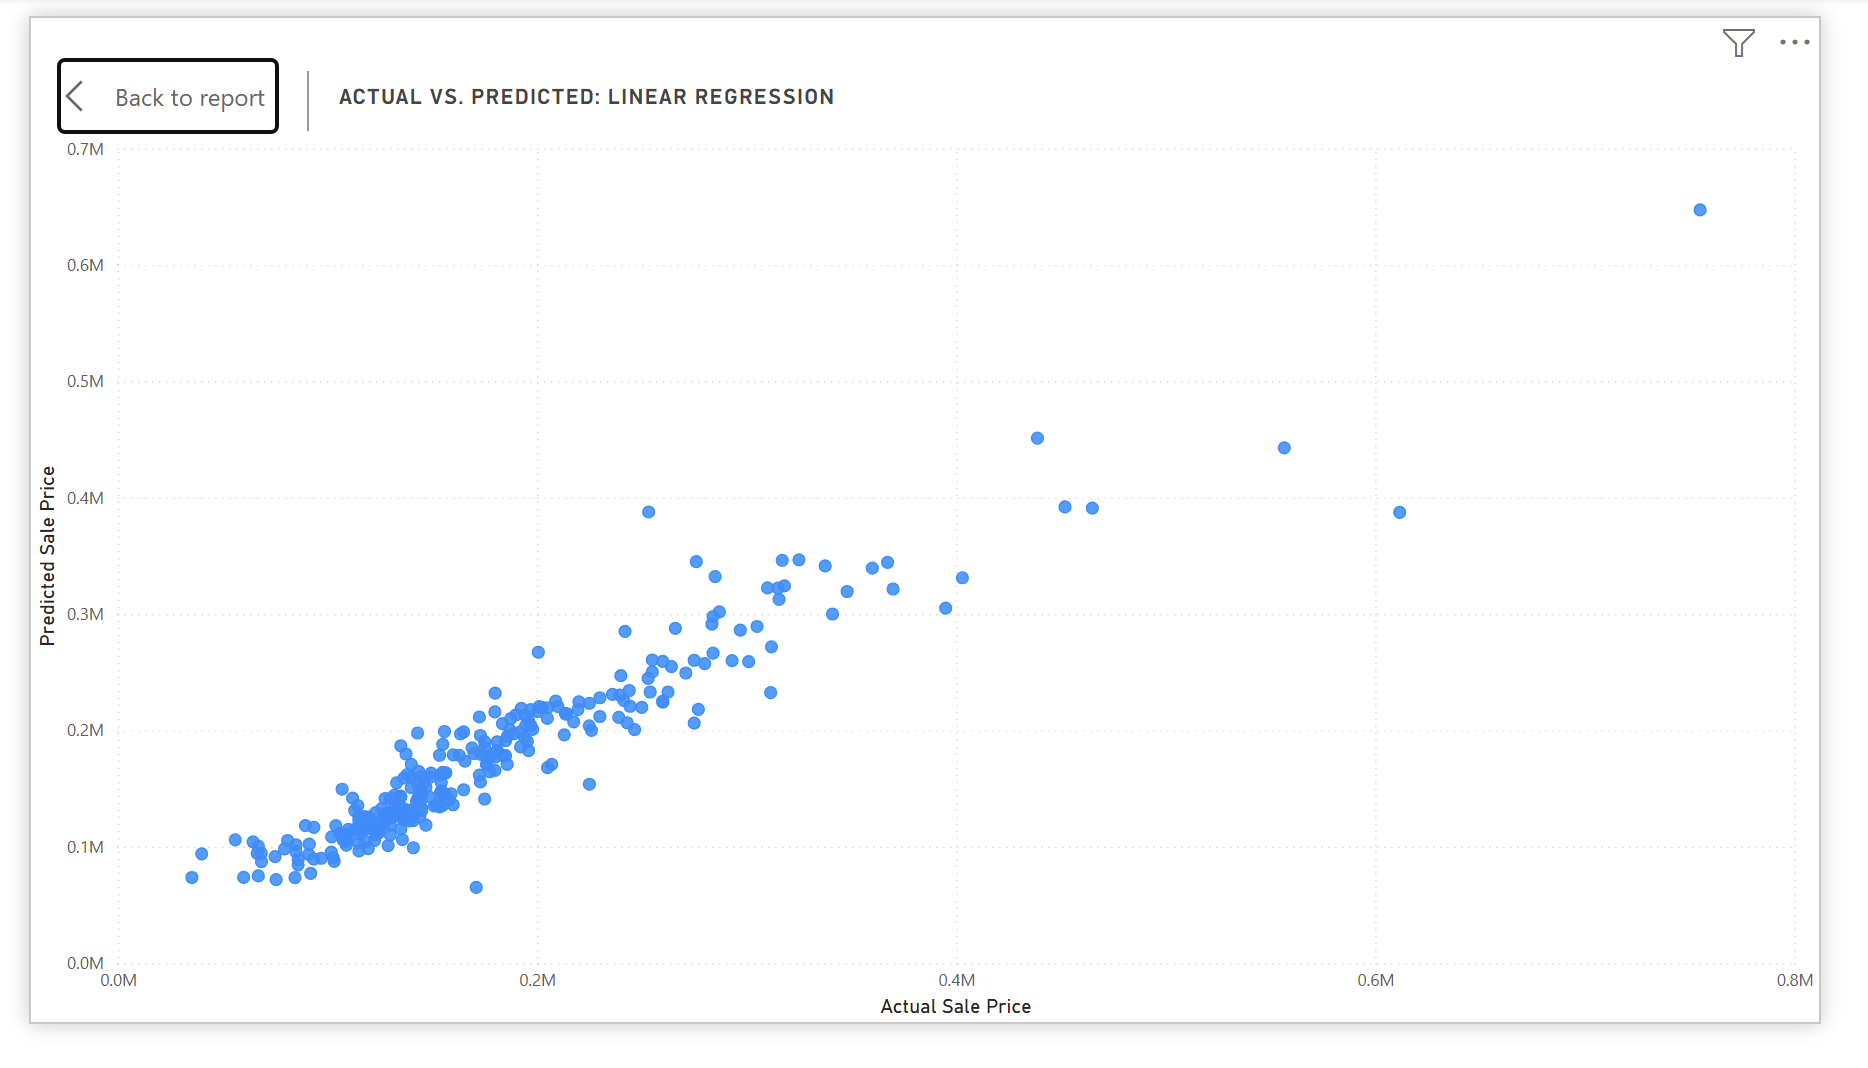 Back to report
ACTUAL VS. PREDICTED: LINEAR REGRESSION
0.7M
0.6M
0.5M
0.4M
0.3M
0.2M
0.1M
0.0M
Predicted Sale Price
0.0M 0.2M 0.4M 0.6M 0.8M
Actual Sale Price